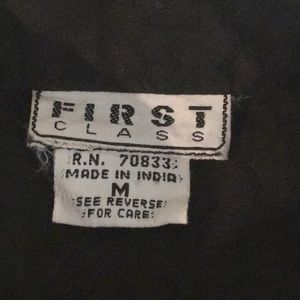 FIRST
CLASS
R.N. 70833
MADE IN INDIA
M
SEE REVERSE
FOR CARE